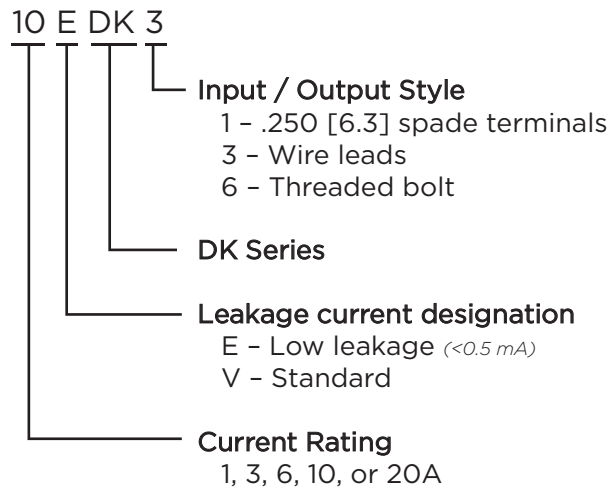 10 E DK 3
Input / Output Style
1 – .250 [6.3] spade terminals
3 – Wire leads
6 – Threaded bolt
DK Series
Leakage current designation
E – Low leakage (<0.5 mA)
V – Standard
Current Rating
1, 3, 6, 10, or 20A